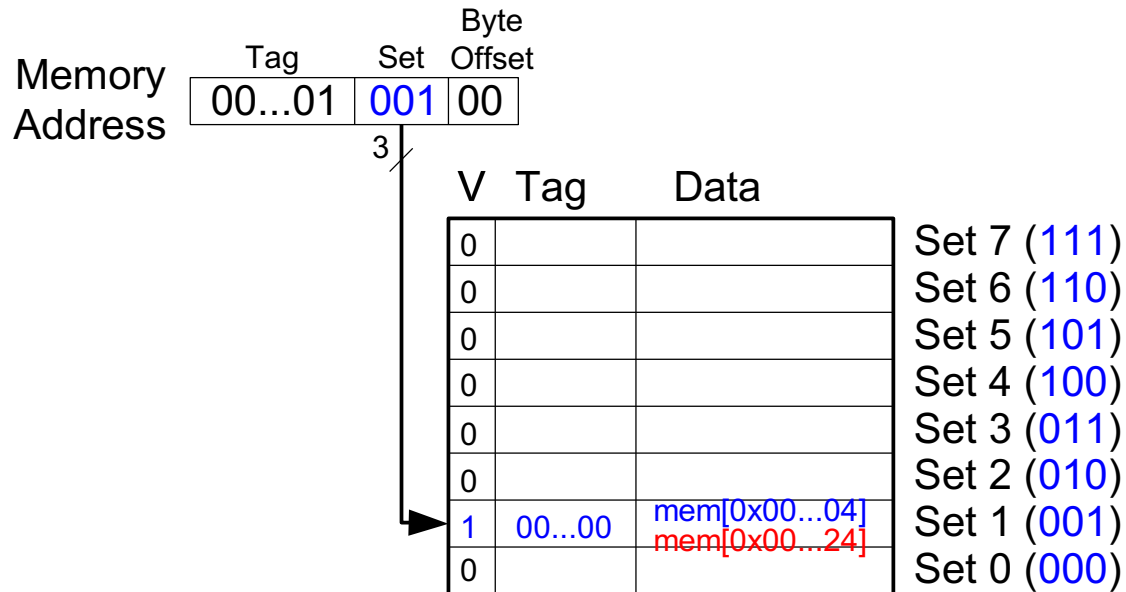 Byte
Tag Set Offset
Memory Address
00...01 001 00
3
V Tag Data
0 Set 7 (111)
0 Set 6 (110)
0 Set 5 (101)
0 Set 4 (100)
0 Set 3 (011)
0 Set 2 (010)
1 00...00 mem[0x00...04] Set 1 (001)
mem[0x00...24]
0 Set 0 (000)